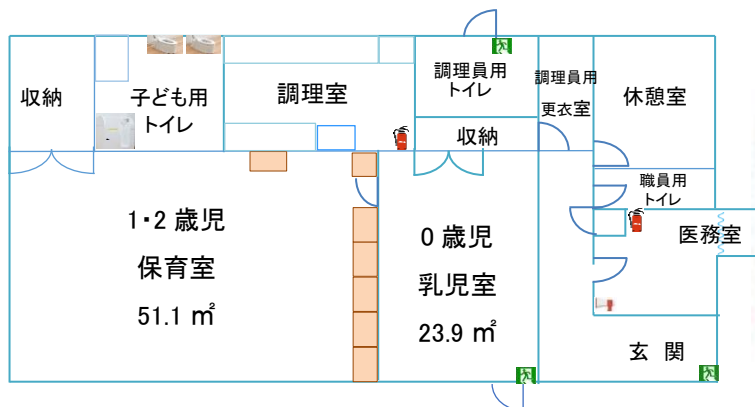 収納
子ども用
トイレ
調理室
調理員用
トイレ
収納
調理員用
更衣室
休憩室
職員用
トイレ
医務室
1・2 歳児
保育室
51.1 ㎡
0 歳児
乳児室
23.9 ㎡
玄 関